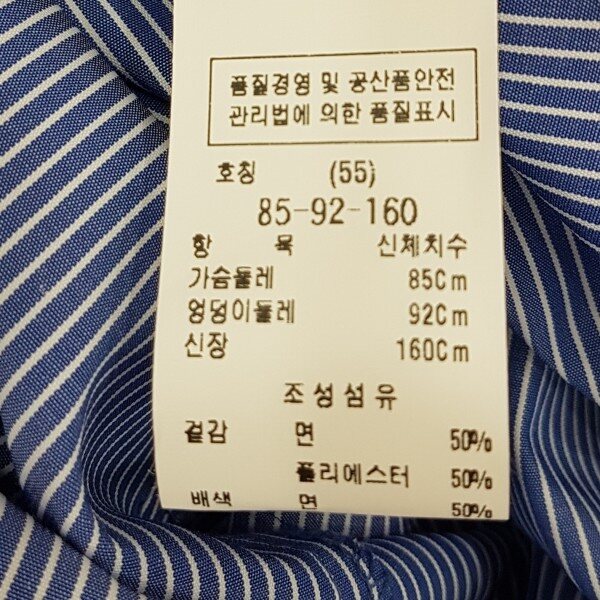 품질경영 및 공산품안전
관리법에 의한 품질표시
호칭 (55)
85-92-160
항 목 신체치수
가슴둘레 85Cm
엉덩이둘레 92Cm
신장 160Cm
조성섬유
겉감 면 50%
폴리에스터 50%
배색 면 50%